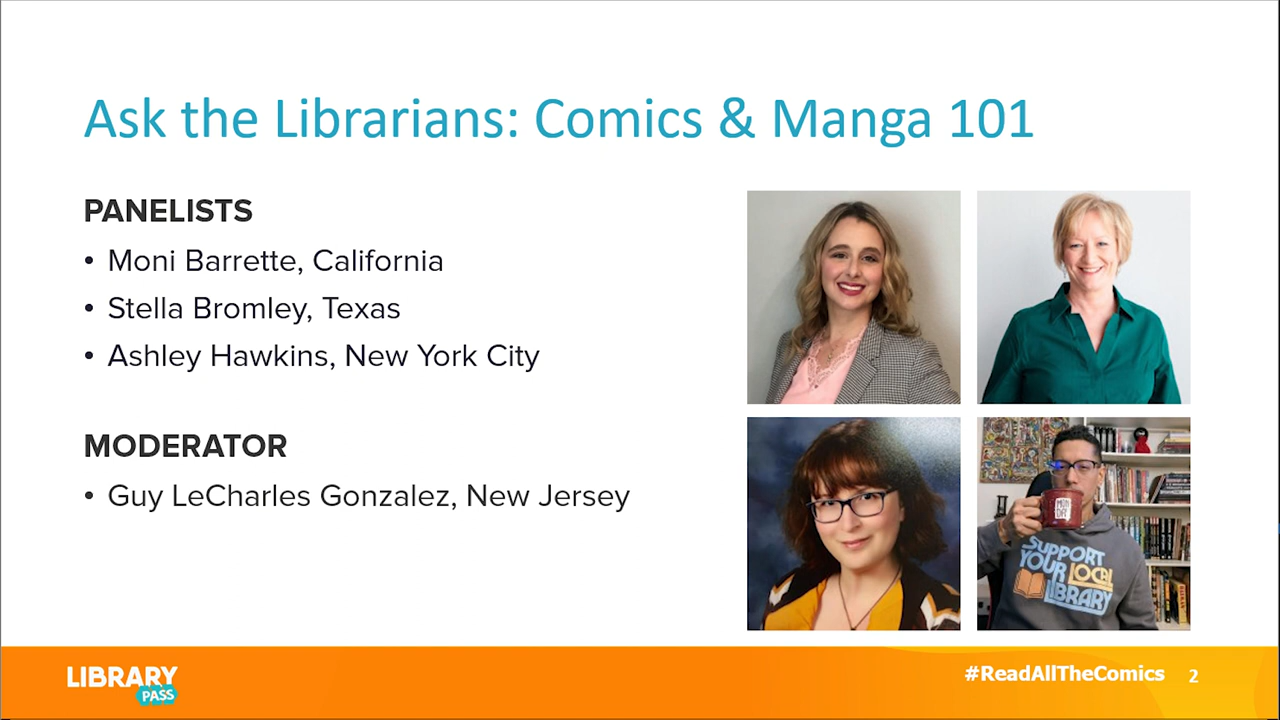 Ask the Librarians: Comics & Manga 101
PANELISTS
• Moni Barrette, California
• Stella Bromley, Texas
• Ashley Hawkins, New York City
MODERATOR
• Guy LeCharles Gonzalez, New Jersey
SUPPORT
YOUR LOCAL
LIBRARY
LIBRARY
PASS
#ReadAllTheComics 2